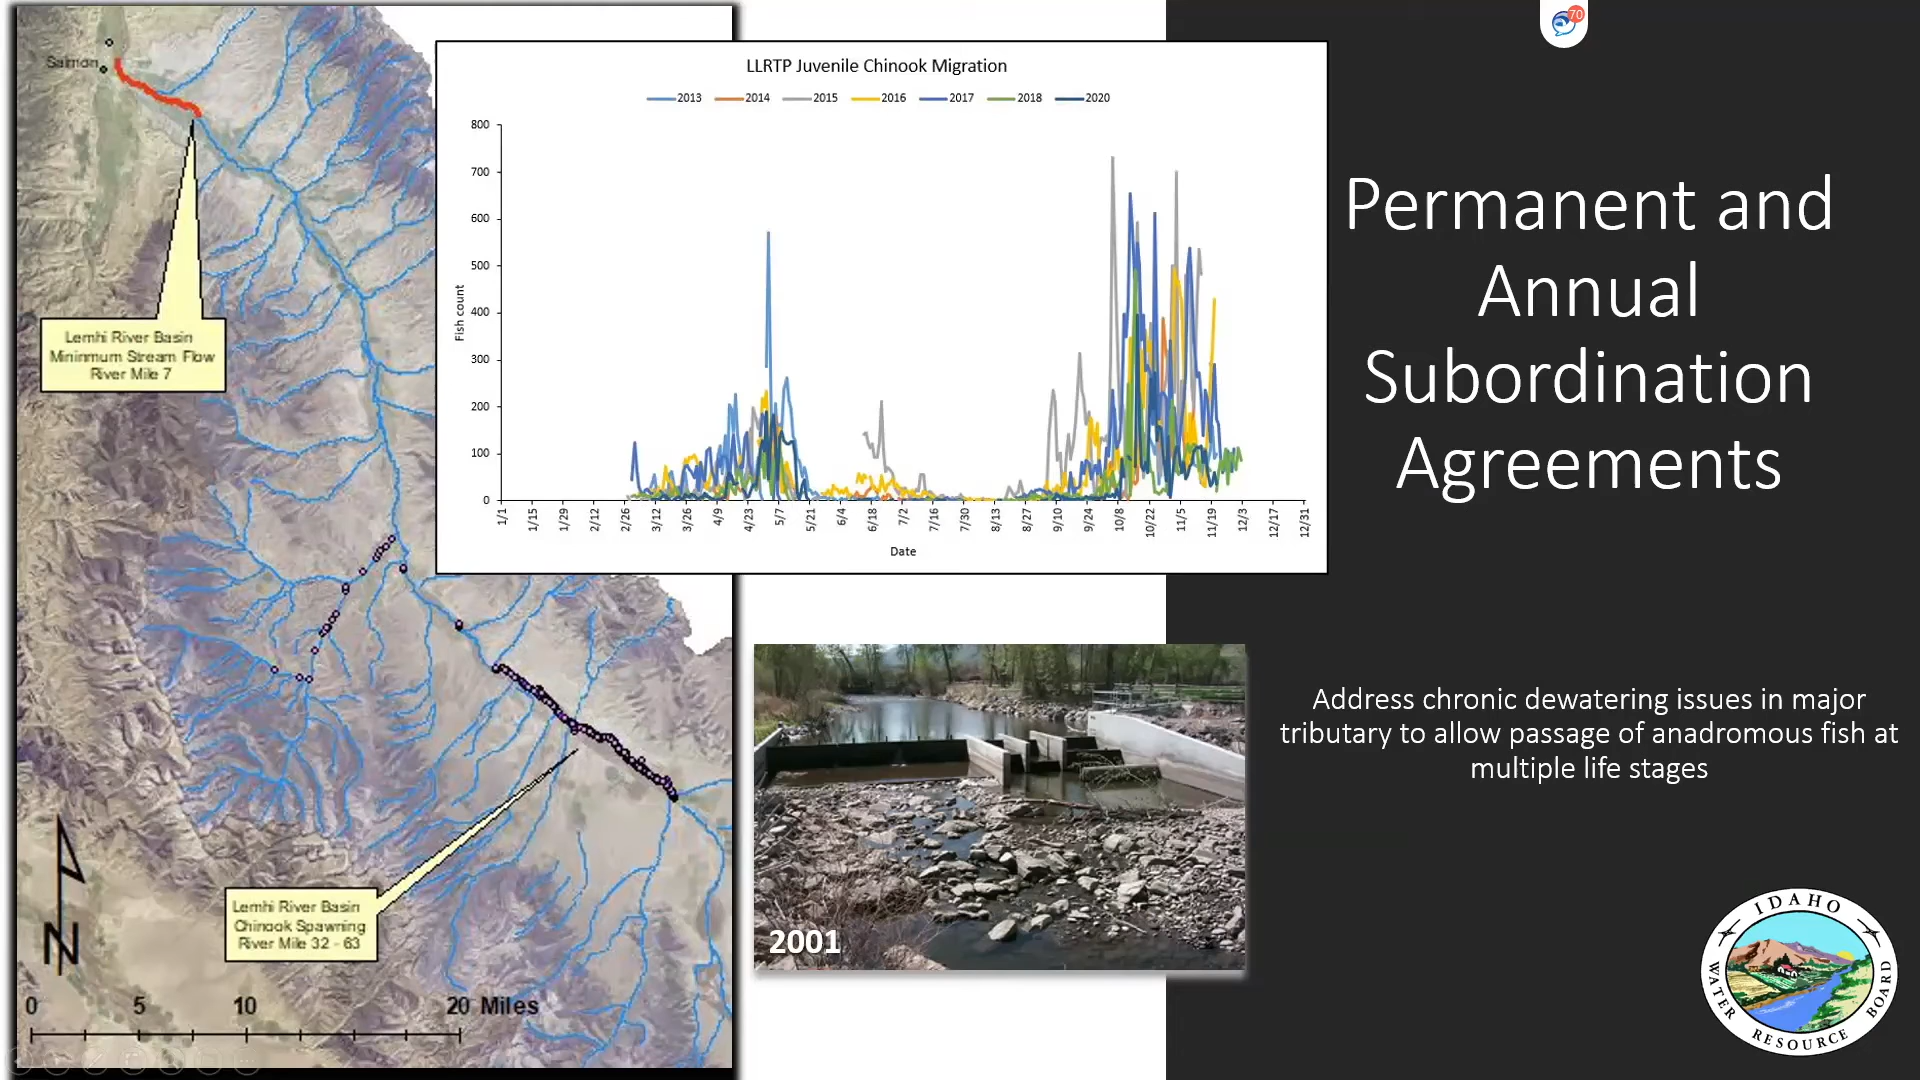 70
Salmon
LLRTP Juvenile Chinook Migration
2013 2014 2015 2016 2017 2018 2020
800
700
600
500
400
300
200
100
0
Fish count
1/1 1/15 1/29 2/12 2/26 3/12 3/26 4/9 4/23 5/7 5/21 6/4 6/18 7/2 7/16 7/30 8/13 8/27 9/10 9/24 10/8 10/22 11/5 11/19 12/3 12/17 12/31
Date
Permanent and
Annual
Subordination
Agreements
Lemhi River Basin
Mininmum Stream Flow
River Mile 7
Address chronic dewatering issues in major
tributary to allow passage of anadromous fish at
multiple life stages
Lemhi River Basin
Chinook Spawning
River Mile 32 - 63
N
0 5 10 20 Miles
2001
IDAHO
WATER RESOURCE BOARD